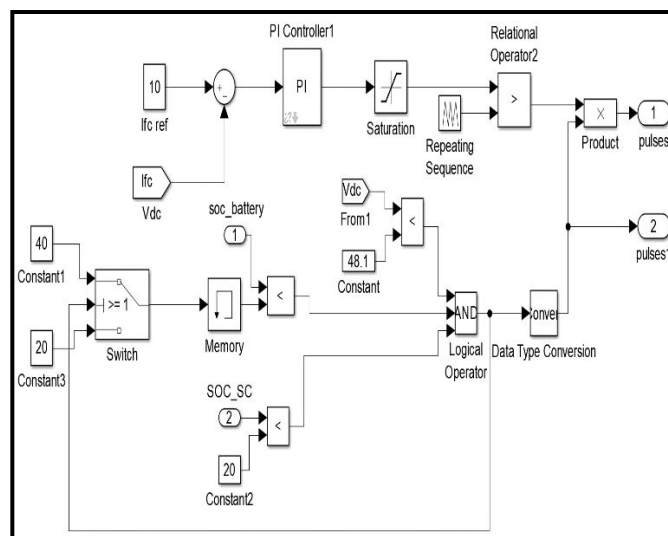 PI Controller1
Relational
Operator2
10
Ifc ref
+
-
PI
Saturation
>
Repeating
Sequence
×
Product
1
pulses
Ifc
Vdc
Vdc
From1
<
48.1
Constant
soc_battery
1
40
Constant1
>= 1
Switch
20
Constant3
Memory
<
AND
Logical
Operator
Conver
Data Type Conversion
2
pulses1
SOC_SC
2
<
20
Constant2